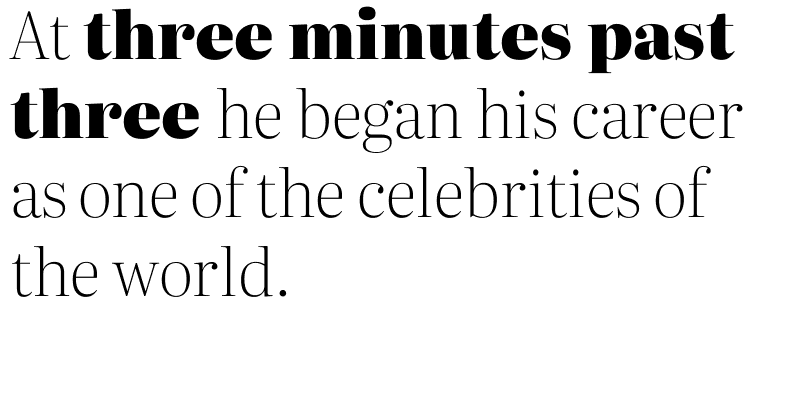 At three minutes past
three he began his career
as one of the celebrities of
the world.